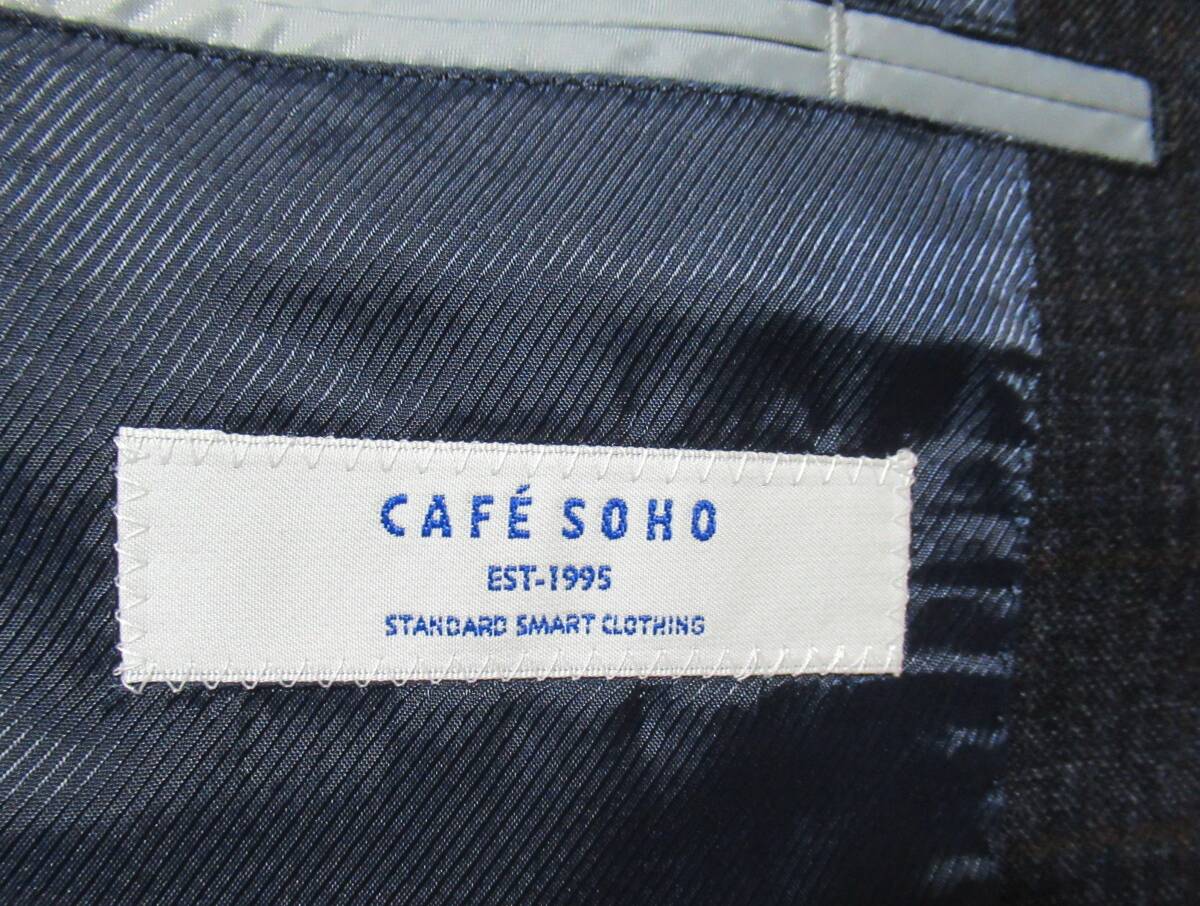 CAFÉ SOHO
EST-1995
STANDARD SMART CLOTHING